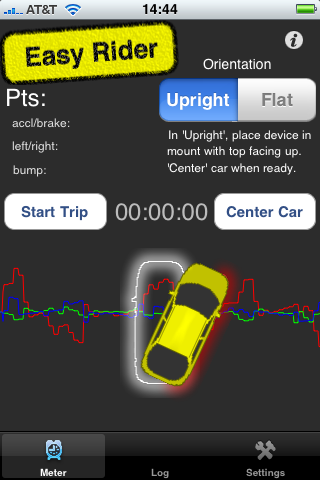 AT&T 14:44
Easy Rider
i
Orientation
Pts:
Upright Flat
accl/brake:
left/right:
bump:
In 'Upright', place device in
mount with top facing up.
'Center' car when ready.
Start Trip 00:00:00 Center Car
Meter Log Settings